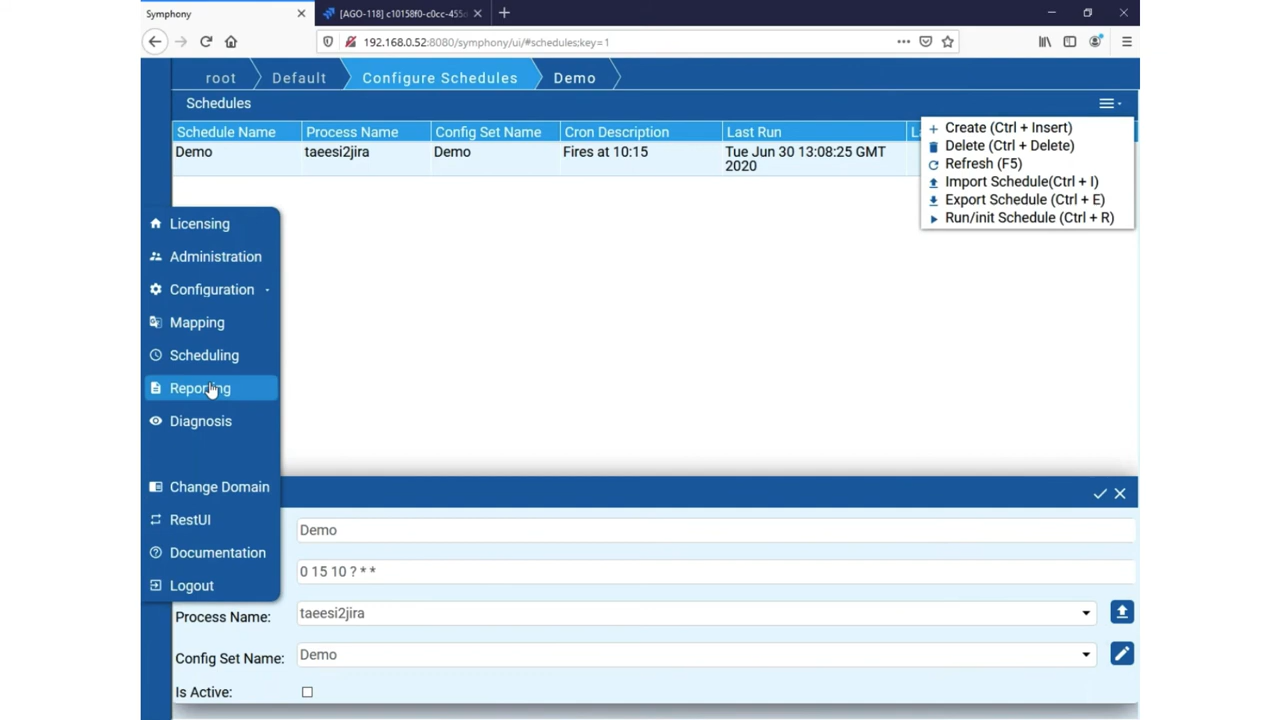 Symphony
[AGO-118] c10158f0-c0cc-455
192.168.0.52:8080/symphony/ui/#schedules;key=1
root
Default
Configure Schedules
Demo
Schedules
Schedule Name
Process Name
Config Set Name
Cron Description
Last Run
Demo
taeesi2jira
Demo
Fires at 10:15
Tue Jun 30 13:08:25 GMT
2020
Create (Ctrl + Insert)
Delete (Ctrl + Delete)
Refresh (F5)
Import Schedule(Ctrl + I)
Export Schedule (Ctrl + E)
Run/init Schedule (Ctrl + R)
Licensing
Administration
Configuration
Mapping
Scheduling
Reporting
Diagnosis
Change Domain
RestUI
Documentation
Logout
Demo
0 15 10 ? * *
Process Name:
taeesi2jira
Config Set Name:
Demo
Is Active: